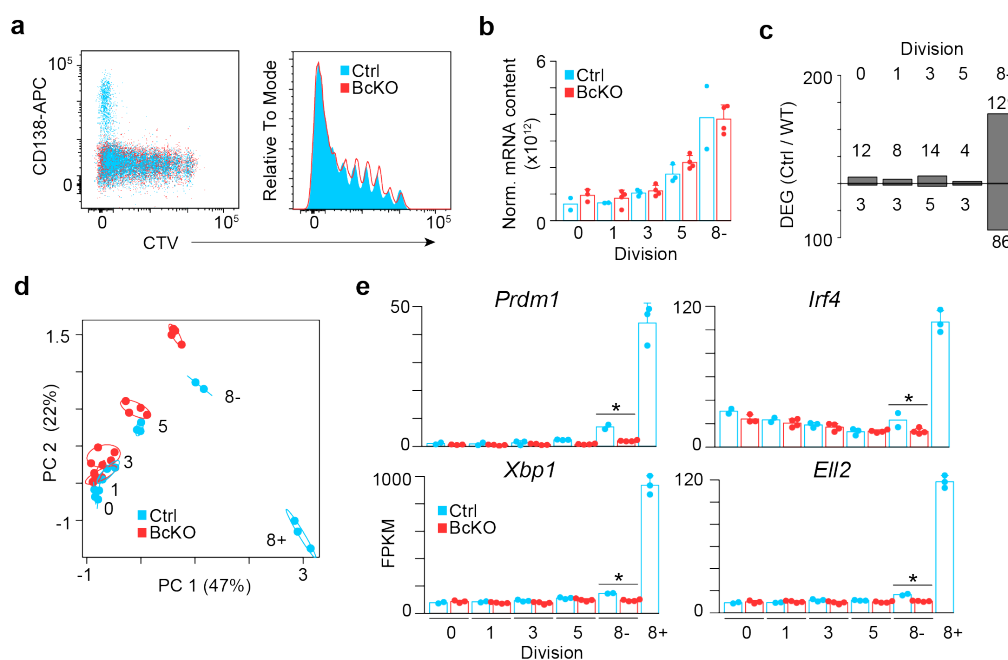 a
CD138-APC
10⁵
0
0
10⁵
CTV
Relative To Mode
Ctrl
BcKO
0
10⁵
b
Norm. mRNA content
(x10¹²)
6
0
Ctrl
BcKO
0 1 3 5 8-
Division
c
Division
0 1 3 5 8-
DEG (Ctrl / WT)
200
100
12 8 14 4
3 3 5 3
86
d
PC 2 (22%)
1.5
-1
8-
5
3
1
0
8+
Ctrl
BcKO
-1
3
PC 1 (47%)
e
Prdm1
50
0
Irf4
120
0
Xbp1
FPKM
1000
0
Ctrl
BcKO
*
*
*
*
Ell2
120
0
0 1 3 5 8- 8+
0 1 3 5 8- 8+
Division